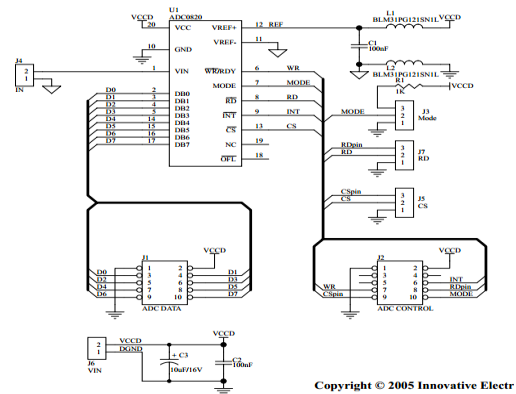 U1
ADC0820
VCCD
20 VCC VREF+ 12 REF
VREF- 11
10 GND
L1
BLM31PG121SN1L
VCCD
C1
100nF
L2
BLM31PG121SN1L
J4
1
2
IN
1 VIN WR/RDY 6 WR
MODE 7 MODE
D0 2 DB0 RD 8 RD
D1 3 DB1
D2 4 DB2
D3 5 DB3 INT 9 INT
D4 14 DB4
D5 15 DB5 CS 13 CS
D6 16 DB6
D7 17 DB7 NC 19
OFL 18
R1
1K
VCCD
MODE
3
2
1
J3
Mode
RDpin
RD
3
2
1
J7
RD
CSpin
CS
3
2
1
J5
CS
J1
VCCD
1 2
D0 3 4 D1
D2 5 6 D3
D4 7 8 D5
D6 9 10 D7
ADC DATA
J2
VCCD
1 2
3 4
5 6 INT
WR 7 8 RDpin
CSpin 9 10 MODE
ADC CONTROL
J6
2
1
VIN
VCCD
DGND
VCCD
C3
+
10uF/16V
C2
100nF
Copyright © 2005 Innovative Electr